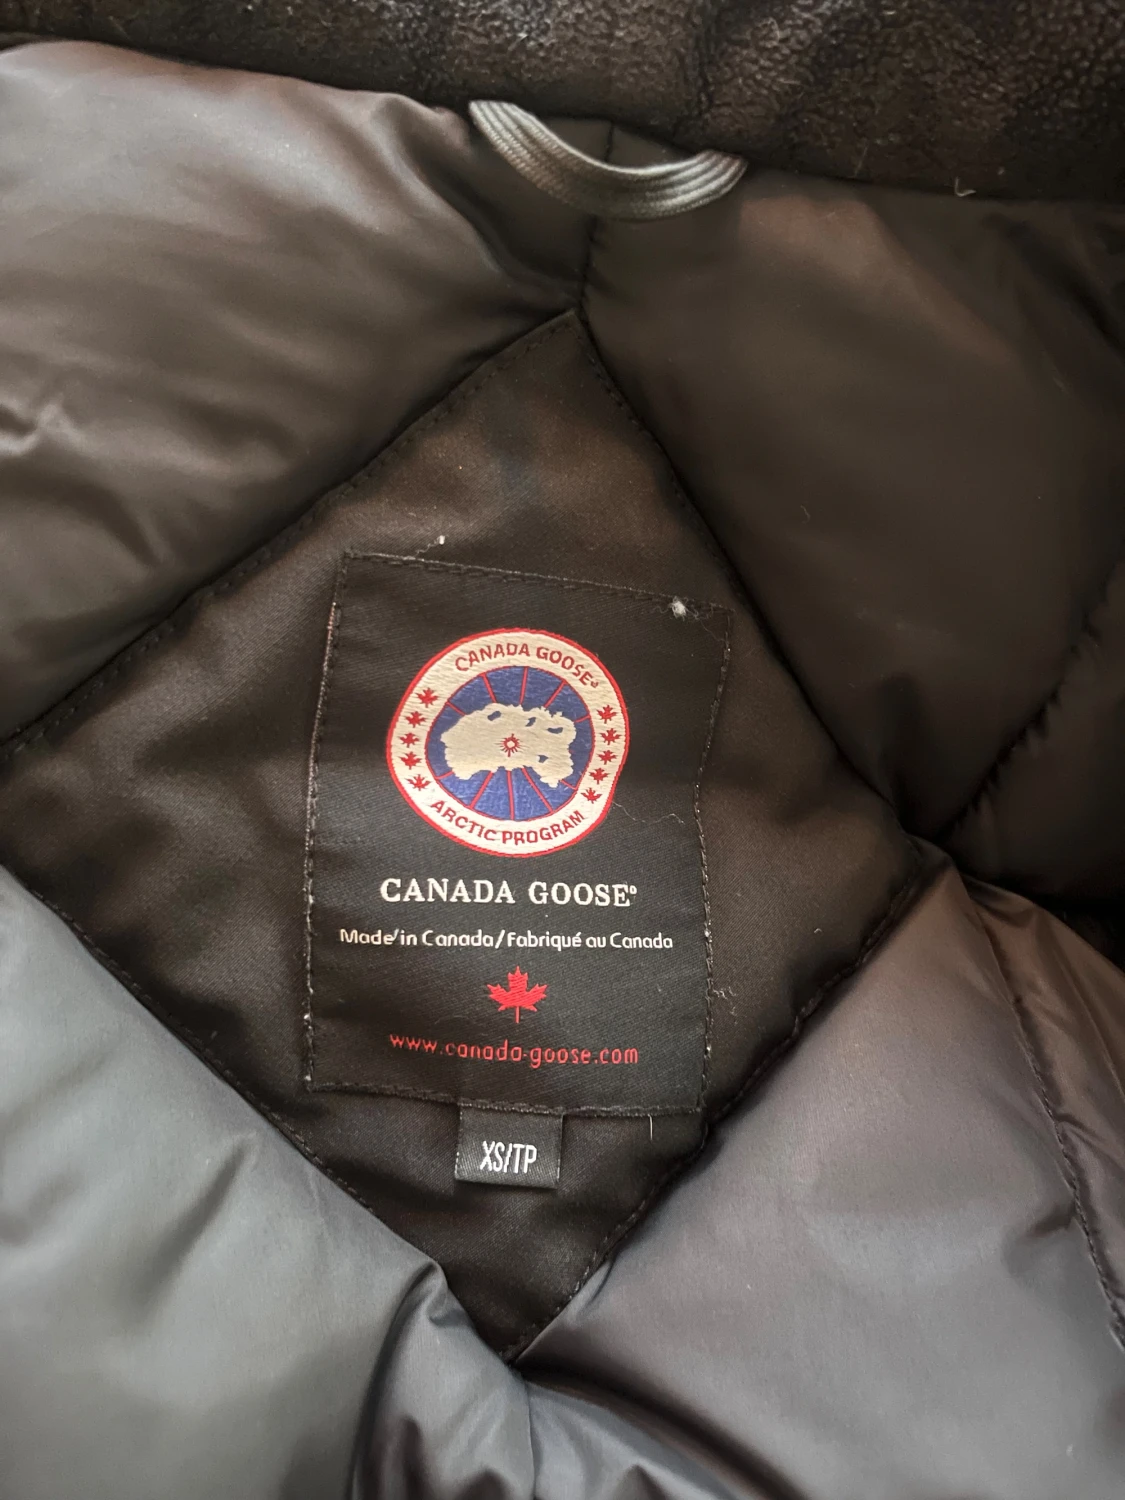 CANADA GOOSE®
ARCTIC PROGRAM
CANADA GOOSE®
Made in Canada/Fabriqué au Canada
www.canada-goose.com
XS/TP